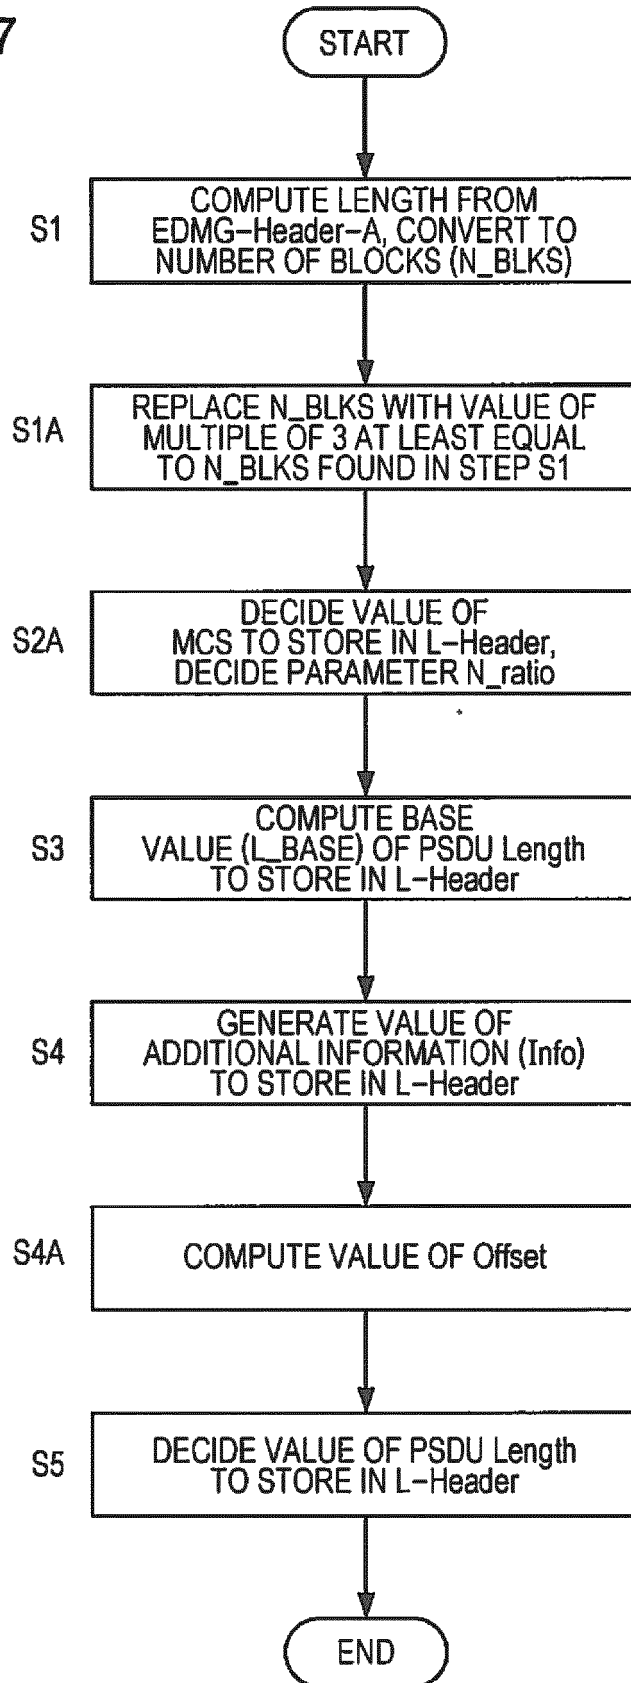 7
START
S1
COMPUTE LENGTH FROM
EDMG-Header-A, CONVERT TO
NUMBER OF BLOCKS (N_BLKS)
S1A
REPLACE N_BLKS WITH VALUE OF
MULTIPLE OF 3 AT LEAST EQUAL
TO N_BLKS FOUND IN STEP S1
S2A
DECIDE VALUE OF
MCS TO STORE IN L-Header,
DECIDE PARAMETER N_ratio
S3
COMPUTE BASE
VALUE (L_BASE) OF PSDU Length
TO STORE IN L-Header
S4
GENERATE VALUE OF
ADDITIONAL INFORMATION (Info)
TO STORE IN L-Header
S4A
COMPUTE VALUE OF Offset
S5
DECIDE VALUE OF PSDU Length
TO STORE IN L-Header
END